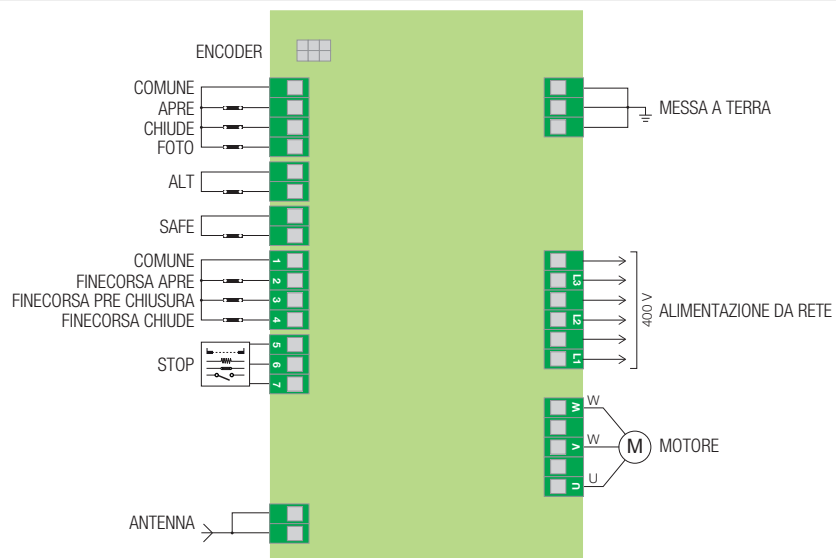 ENCODER
COMUNE
APRE
CHIUDE
FOTO
ALT
SAFE
COMUNE
1
FINECORSA APRE
2
FINECORSA PRE CHIUSURA
3
FINECORSA CHIUDE
4
STOP
5
6
7
ANTENNA
MESSA A TERRA
L3
L2
L1
400 V
ALIMENTAZIONE DA RETE
W
W
V
W
U
U
M
MOTORE